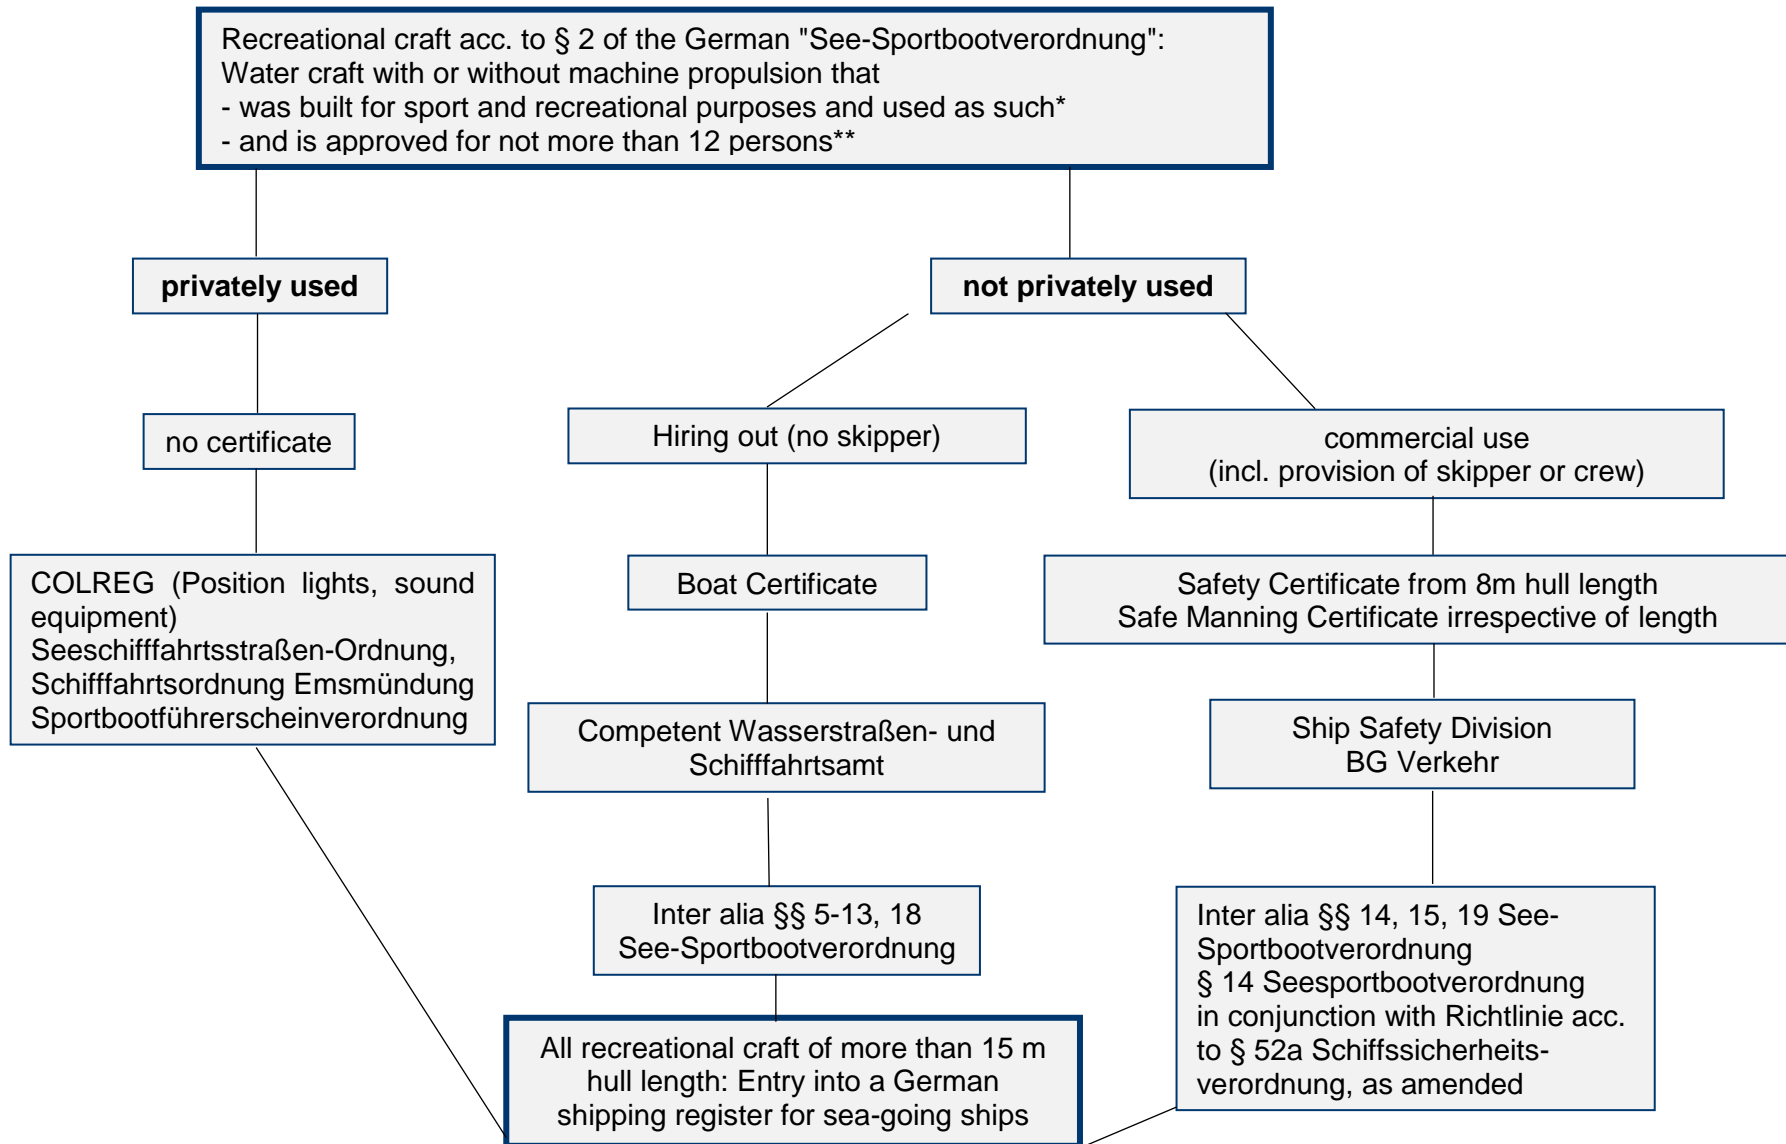 Recreational craft acc. to § 2 of the German "See-Sportbootverordnung":
Water craft with or without machine propulsion that
- was built for sport and recreational purposes and used as such*
- and is approved for not more than 12 persons**
privately used
not privately used
no certificate
Hiring out (no skipper)
commercial use
(incl. provision of skipper or crew)
COLREG (Position lights, sound
equipment)
Seeschifffahrtsstraßen-Ordnung,
Schifffahrtsordnung Emsmündung
Sportbootführerscheinverordnung
Boat Certificate
Safety Certificate from 8m hull length
Safe Manning Certificate irrespective of length
Competent Wasserstraßen- und
Schifffahrtsamt
Ship Safety Division
BG Verkehr
Inter alia §§ 5-13, 18
See-Sportbootverordnung
Inter alia §§ 14, 15, 19 See-
Sportbootverordnung
§ 14 Seesportbootverordnung
in conjunction with Richtlinie acc.
to § 52a Schiffssicherheits-
verordnung, as amended
All recreational craft of more than 15 m
hull length: Entry into a German
shipping register for sea-going ships